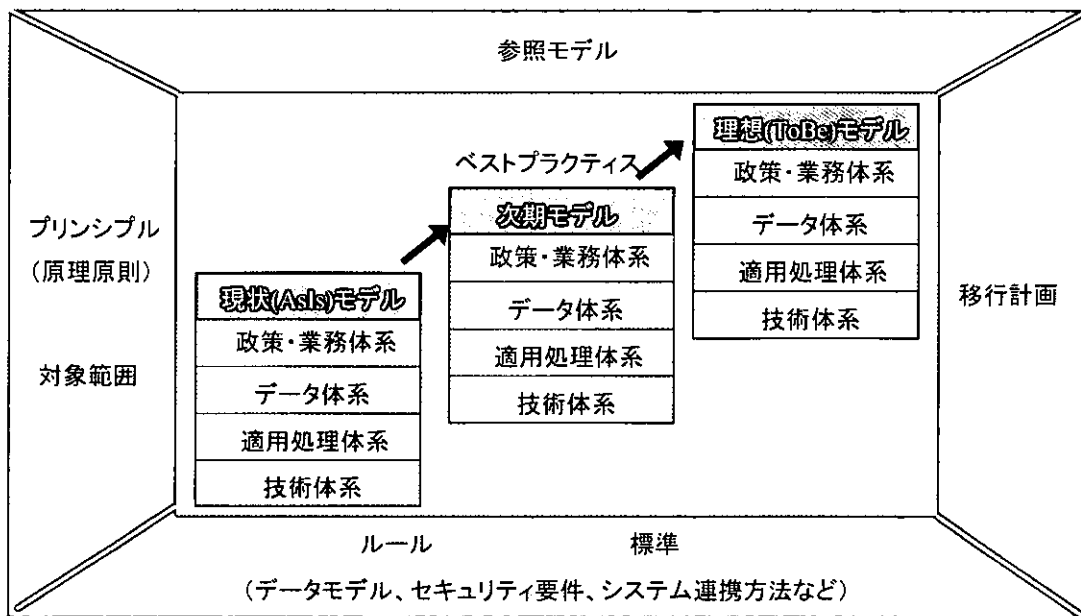 参照モデル
プリンシプル
(原理原則)
対象範囲
現状(AsIs)モデル
政策・業務体系
データ体系
適用処理体系
技術体系
ベストプラクティス
次期モデル
政策・業務体系
データ体系
適用処理体系
技術体系
理想(ToBe)モデル
政策・業務体系
データ体系
適用処理体系
技術体系
移行計画
ルール 標準
(データモデル、セキュリティ要件、システム連携方法など)